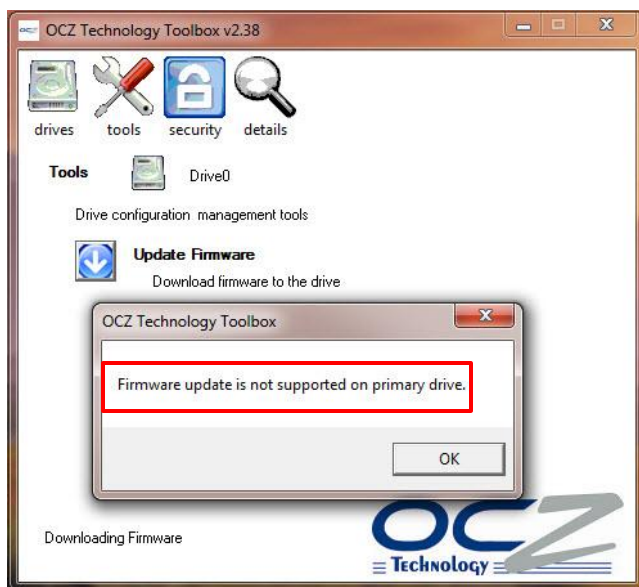 OCZ Technology Toolbox v2.38
drives tools security details
Tools Drive0
Drive configuration management tools
Update Firmware
Download firmware to the drive
OCZ Technology Toolbox
Firmware update is not supported on primary drive.
OK
Downloading Firmware
OCZ
Technology